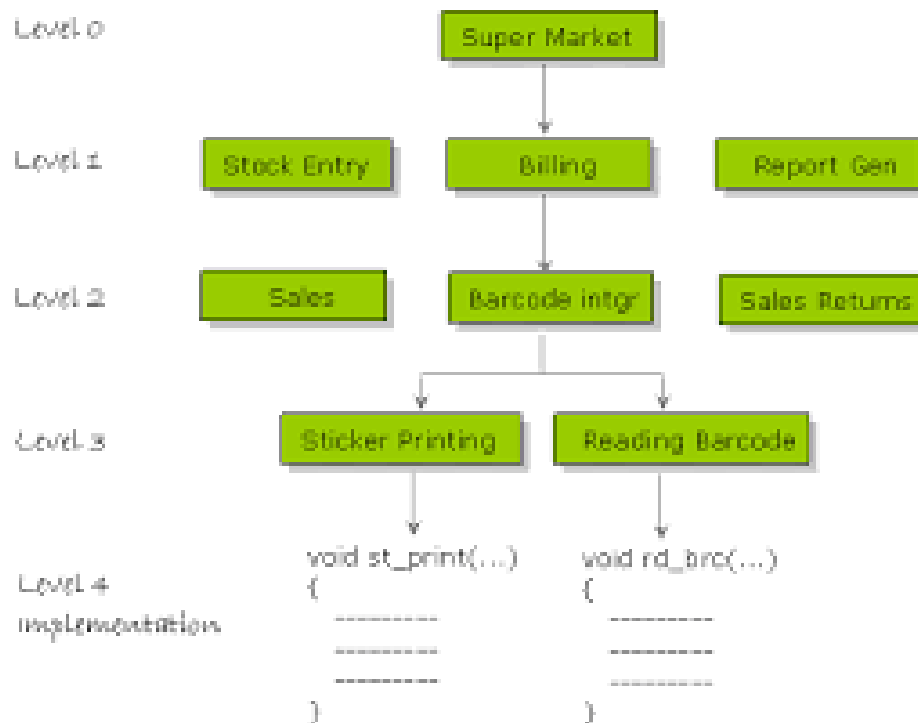 Level 0
Super Market
Level 1
Stock Entry
Billing
Report Gen
Level 2
Sales
Barcode intgr
Sales Returns
Level 3
Sticker Printing
Reading Barcode
Level 4
Implementation
void st_print(...)
{
---------
---------
---------
}
void rd_brc(...)
{
---------
---------
---------
}